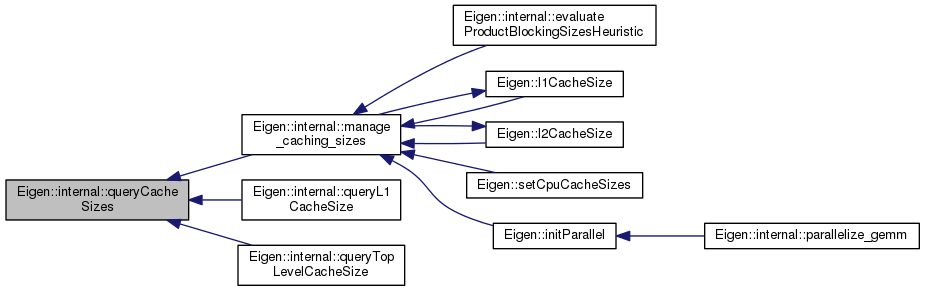 Eigen::internal::evaluate
ProductBlockingSizesHeuristic
Eigen::l1CacheSize
Eigen::internal::manage
_caching_sizes
Eigen::l2CacheSize
Eigen::setCpuCacheSizes
Eigen::internal::queryCache
Sizes
Eigen::internal::queryL1
CacheSize
Eigen::initParallel
Eigen::internal::parallelize_gemm
Eigen::internal::queryTop
LevelCacheSize